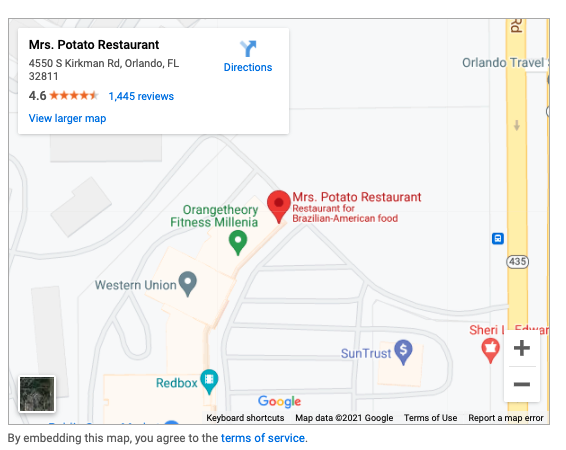 Mrs. Potato Restaurant
4550 S Kirkman Rd, Orlando, FL
32811
Directions
4.6
1,445 reviews
View larger map
Rd
Orlando Travel
Mrs. Potato Restaurant
Restaurant for
Brazilian-American food
Orangetheory
Fitness Millenia
435
Western Union
Sheri L. Edwar
SunTrust
$
+
−
Redbox
Google
Keyboard shortcuts
Map data ©2021 Google
Terms of Use
Report a map error
By embedding this map, you agree to the terms of service.